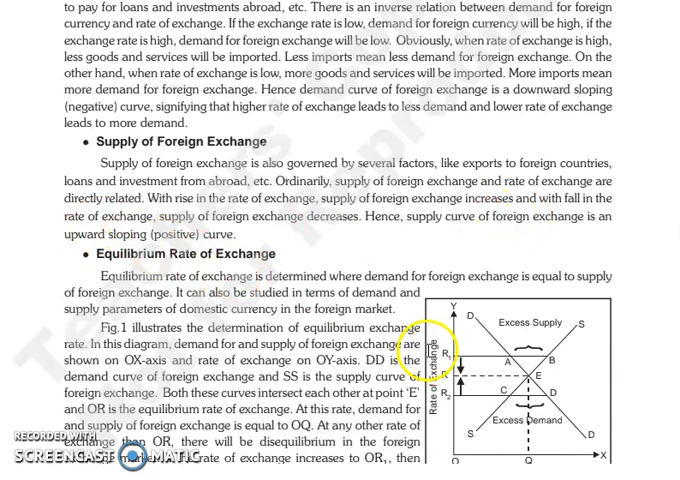 to pay for loans and investments abroad, etc. There is an inverse relation between demand for foreign
currency and rate of exchange. If the exchange rate is low, demand for foreign currency will be high, if the
exchange rate is high, demand for foreign exchange will be low. Obviously, when rate of exchange is high,
less goods and services will be imported. Less imports mean less demand for foreign exchange. On the
other hand, when rate of exchange is low, more goods and services will be imported. More imports mean
more demand for foreign exchange. Hence demand curve of foreign exchange is a downward sloping
(negative) curve, signifying that higher rate of exchange leads to less demand and lower rate of exchange
leads to more demand.
• Supply of Foreign Exchange
Supply of foreign exchange is also governed by several factors, like exports to foreign countries,
loans and investment from abroad, etc. Ordinarily, supply of foreign exchange and rate of exchange are
directly related. With rise in the rate of exchange, supply of foreign exchange increases and with fall in the
rate of exchange, supply of foreign exchange decreases. Hence, supply curve of foreign exchange is an
upward sloping (positive) curve.
• Equilibrium Rate of Exchange
Equilibrium rate of exchange is determined where demand for foreign exchange is equal to supply
of foreign exchange. It can also be studied in terms of demand and
supply parameters of domestic currency in the foreign market.
Fig.1 illustrates the determination of equilibrium exchange
rate. In this diagram, demand for and supply of foreign exchange are
shown on OX-axis and rate of exchange on OY-axis. DD is the
demand curve of foreign exchange and SS is the supply curve of
foreign exchange. Both these curves intersect each other at point 'E'
and OR is the equilibrium rate of exchange. At this rate, demand for
and supply of foreign exchange is equal to OQ. At any other rate of
exchange than OR, there will be disequilibrium in the foreign
rate of exchange increases to OR₁, then
Y
D
Excess Supply
S
R₁
A
B
R
E
Rate of Exchange
R₂
C
D
S
Excess Demand
D
O
Q
X
RECORDED WITH
SCREENCAST MATIC
Teachers'